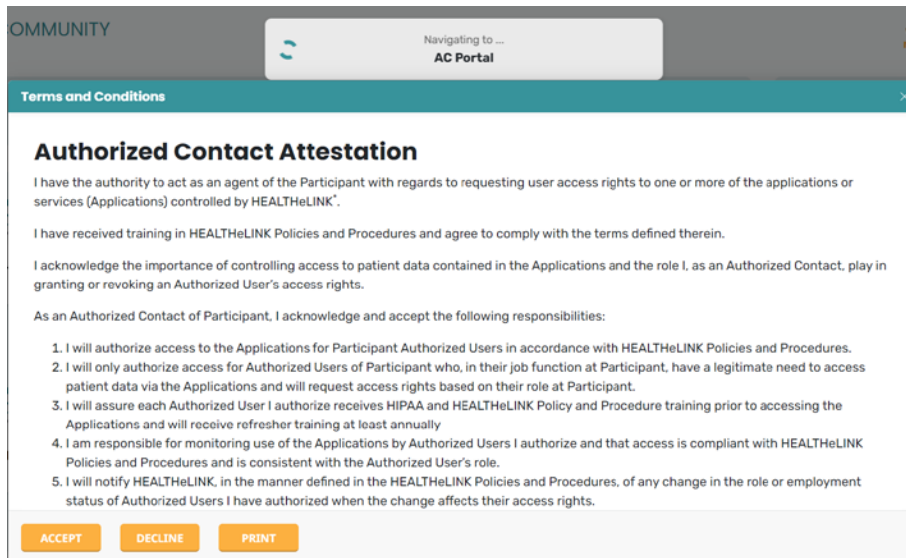 OMMUNITY
Navigating to ...
AC Portal
Terms and Conditions
Authorized Contact Attestation
I have the authority to act as an agent of the Participant with regards to requesting user access rights to one or more of the applications or
services (Applications) controlled by HEALTHeLINK*.
I have received training in HEALTHeLINK Policies and Procedures and agree to comply with the terms defined therein.
I acknowledge the importance of controlling access to patient data contained in the Applications and the role I, as an Authorized Contact, play in
granting or revoking an Authorized User's access rights.
As an Authorized Contact of Participant, I acknowledge and accept the following responsibilities:
1. I will authorize access to the Applications for Participant Authorized Users in accordance with HEALTHeLINK Policies and Procedures.
2. I will only authorize access for Authorized Users of Participant who, in their job function at Participant, have a legitimate need to access
patient data via the Applications and will request access rights based on their role at Participant.
3. I will assure each Authorized User I authorize receives HIPAA and HEALTHeLINK Policy and Procedure training prior to accessing the
Applications and will receive refresher training at least annually
4. I am responsible for monitoring use of the Applications by Authorized Users I authorize and that access is compliant with HEALTHeLINK
Policies and Procedures and is consistent with the Authorized User's role.
5. I will notify HEALTHeLINK, in the manner defined in the HEALTHeLINK Policies and Procedures, of any change in the role or employment
status of Authorized Users I have authorized when the change affects their access rights.
ACCEPT DECLINE PRINT